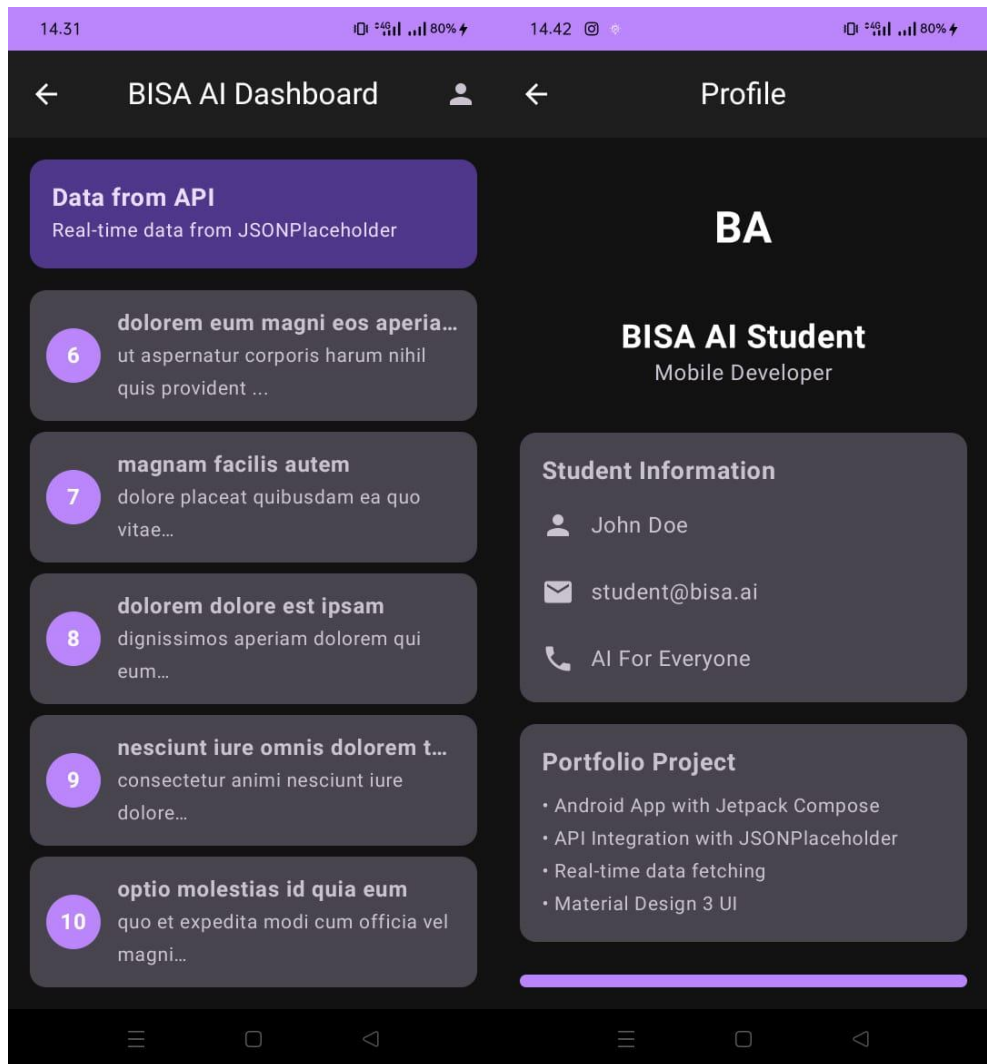 14.31
4G 80%
BISA AI Dashboard
Data from API
Real-time data from JSONPlaceholder
6
dolorem eum magni eos aperia...
ut aspernatur corporis harum nihil
quis provident ...
7
magnam facilis autem
dolore placeat quibusdam ea quo
vitae...
8
dolorem dolore est ipsam
dignissimos aperiam dolorem qui
eum...
9
nesciunt iure omnis dolorem t...
consectetur animi nesciunt iure
dolore...
10
optio molestias id quia eum
quo et expedita modi cum officia vel
magni...
14.42
4G 80%
Profile
BA
BISA AI Student
Mobile Developer
Student Information
John Doe
student@bisa.ai
AI For Everyone
Portfolio Project
• Android App with Jetpack Compose
• API Integration with JSONPlaceholder
• Real-time data fetching
• Material Design 3 UI